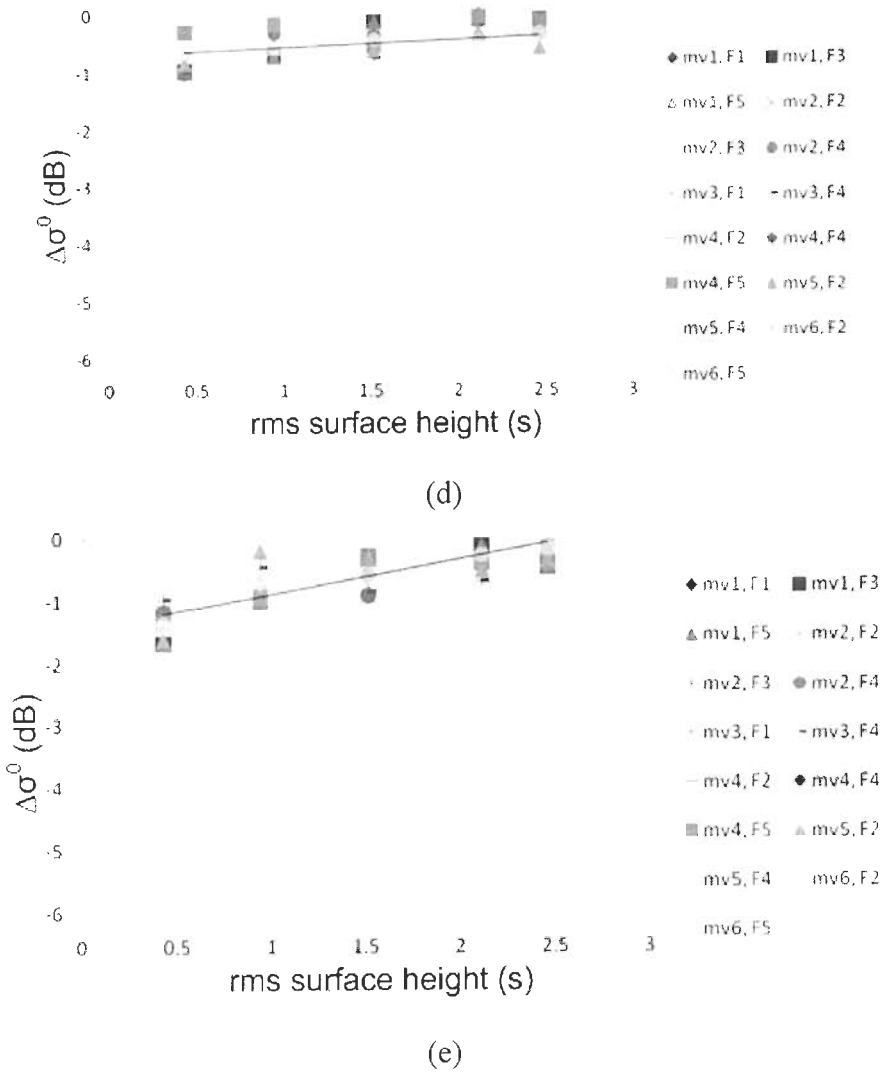 0
-1
-2
-3
-4
-5
-6
Δσ⁰ (dB)
0 0.5 1 1.5 2 2.5 3
rms surface height (s)
mv1, F1 mv1, F3
mv1, F5 mv2, F2
mv2, F3 mv2, F4
mv3, F1 mv3, F4
mv4, F2 mv4, F4
mv4, F5 mv5, F2
mv5, F4 mv6, F2
mv6, F5
(d)
0
-1
-2
-3
-4
-5
-6
Δσ⁰ (dB)
0 0.5 1 1.5 2 2.5 3
rms surface height (s)
mv1, F1 mv1, F3
mv1, F5 mv2, F2
mv2, F3 mv2, F4
mv3, F1 mv3, F4
mv4, F2 mv4, F4
mv4, F5 mv5, F2
mv5, F4 mv6, F2
mv6, F5
(e)